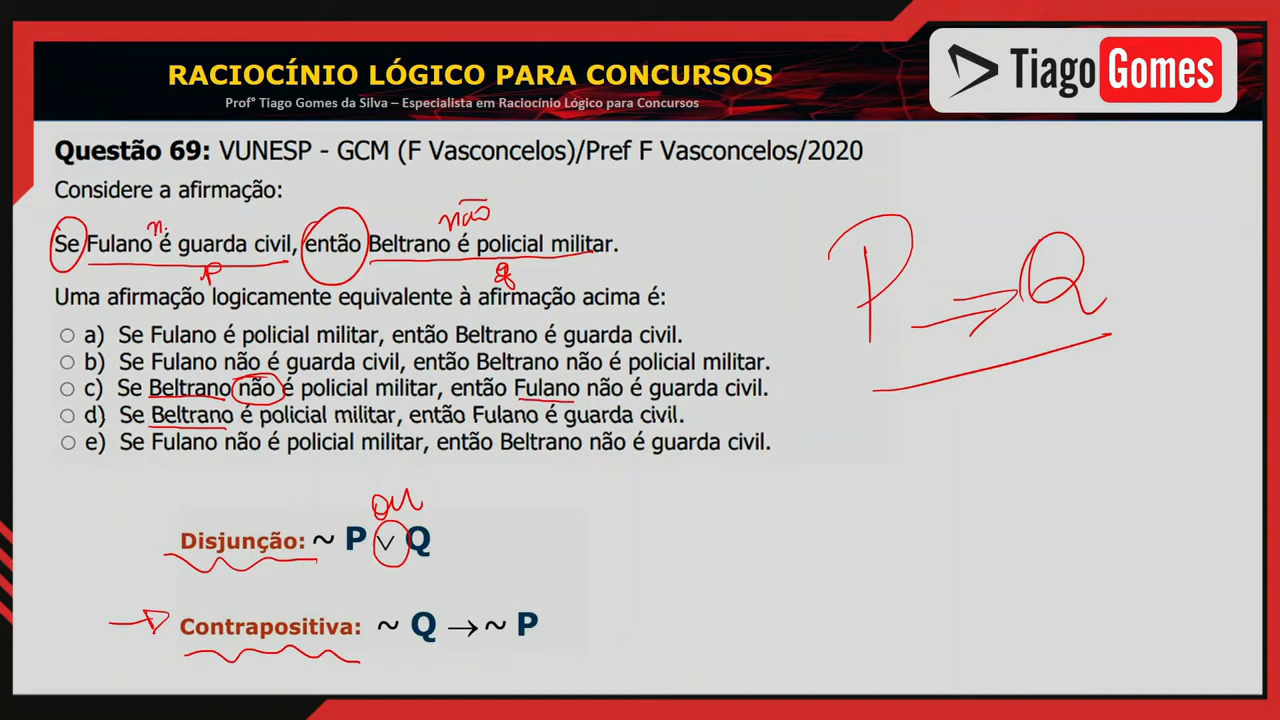 RACIOCÍNIO LÓGICO PARA CONCURSOS
Prof° Tiago Gomes da Silva – Especialista em Raciocínio Lógico para Concursos
Tiago Gomes
Questão 69: VUNESP - GCM (F Vasconcelos)/Pref F Vasconcelos/2020
Considere a afirmação:
n. não
Se Fulano é guarda civil, então Beltrano é policial militar.
p q
Uma afirmação logicamente equivalente à afirmação acima é:
a) Se Fulano é policial militar, então Beltrano é guarda civil.
b) Se Fulano não é guarda civil, então Beltrano não é policial militar.
c) Se Beltrano não é policial militar, então Fulano não é guarda civil.
d) Se Beltrano é policial militar, então Fulano é guarda civil.
e) Se Fulano não é policial militar, então Beltrano não é guarda civil.
P → Q
ou
Disjunção: ~ P ∨ Q
Contrapositiva: ~ Q → ~ P